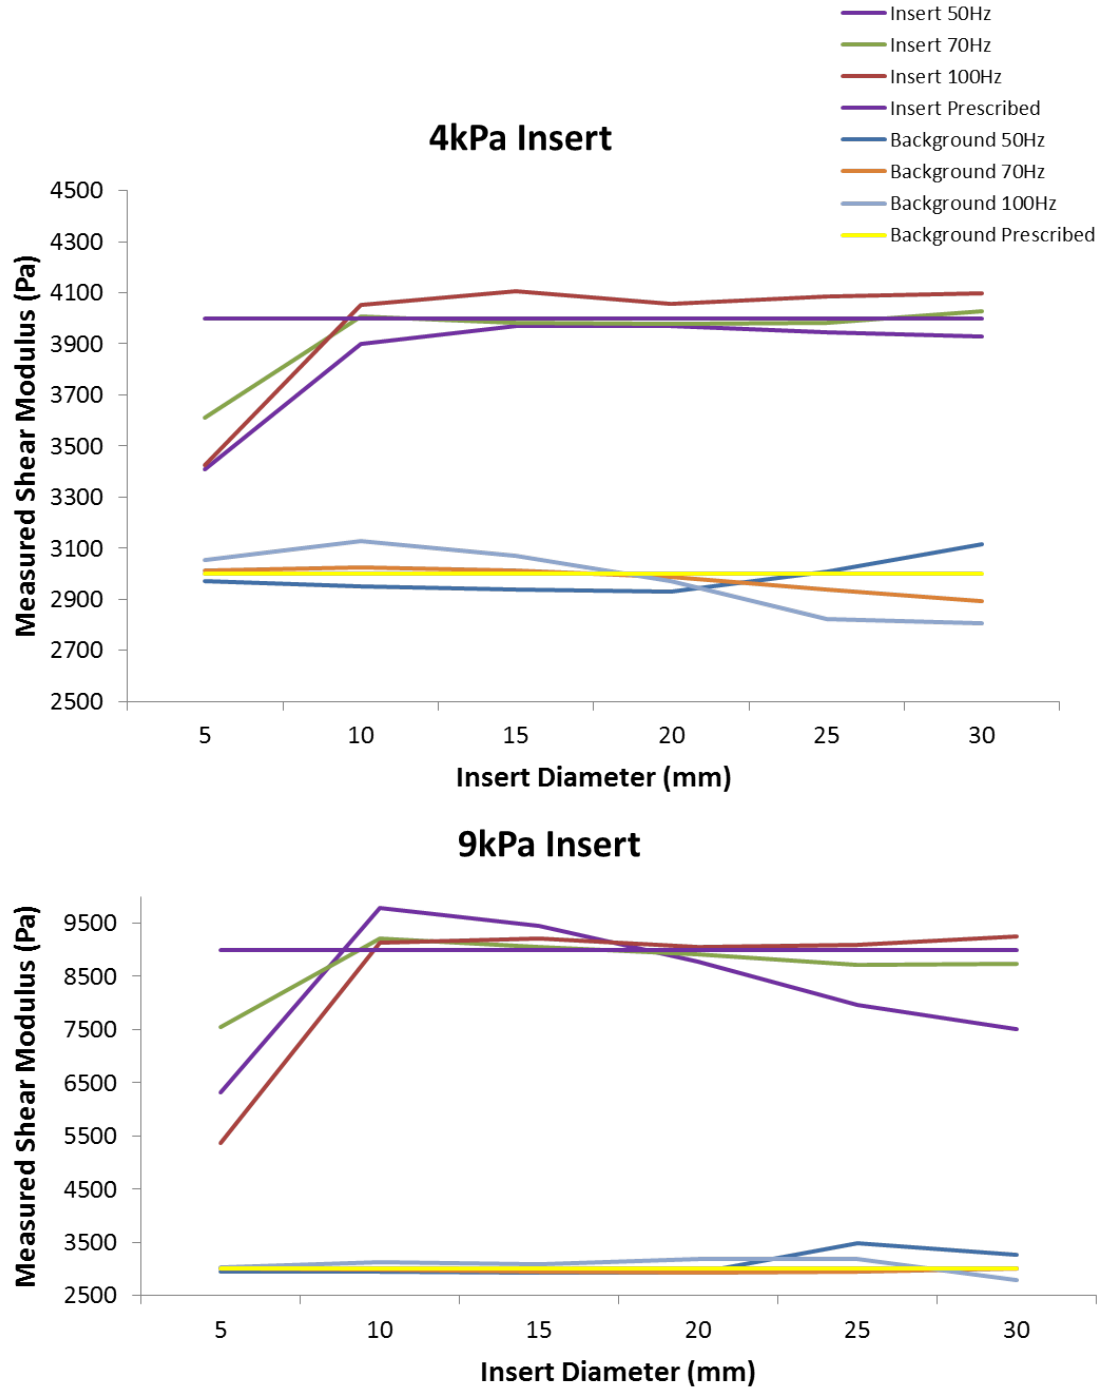 Insert 50Hz
Insert 70Hz
Insert 100Hz
Insert Prescribed
Background 50Hz
Background 70Hz
Background 100Hz
Background Prescribed
4kPa Insert
Measured Shear Modulus (Pa)
4500
4300
4100
3900
3700
3500
3300
3100
2900
2700
2500
5 10 15 20 25 30
Insert Diameter (mm)
9kPa Insert
Measured Shear Modulus (Pa)
9500
8500
7500
6500
5500
4500
3500
2500
5 10 15 20 25 30
Insert Diameter (mm)